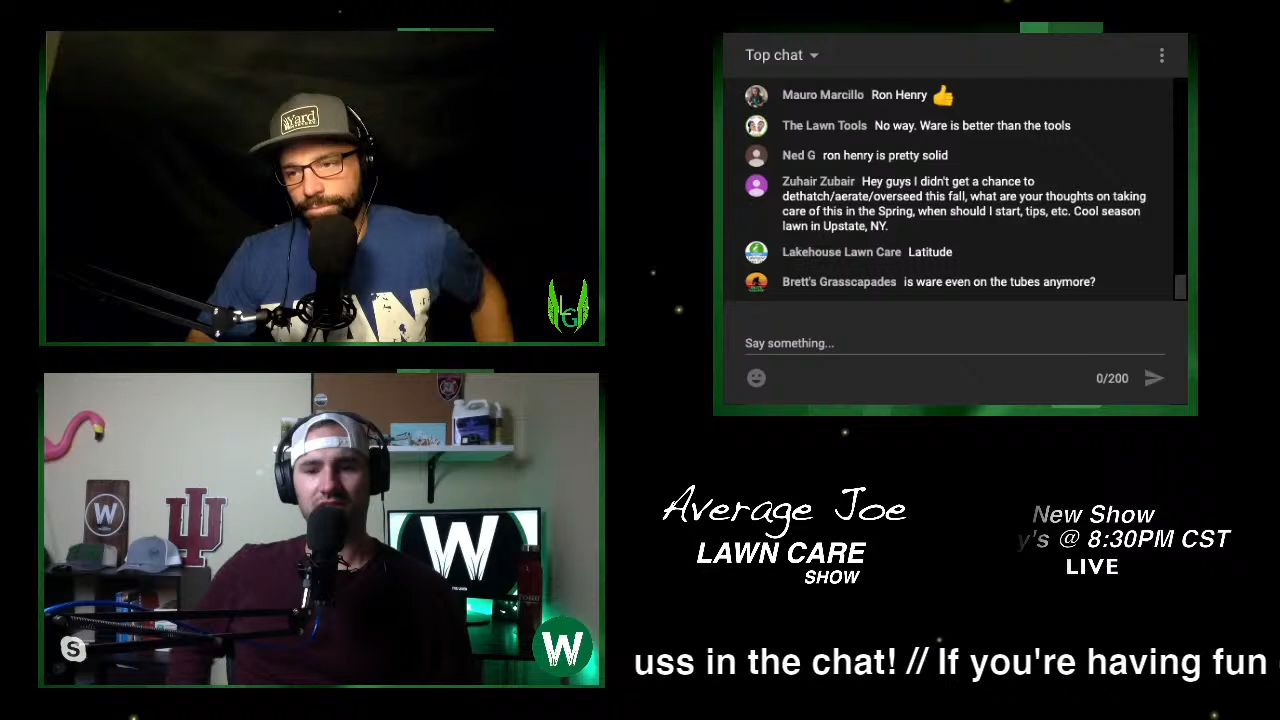 Yard
LG
Top chat
Mauro Marcillo Ron Henry 👍
The Lawn Tools No way. Ware is better than the tools
Ned G ron henry is pretty solid
Zuhair Zubair Hey guys I didn't get a chance to
dethatch/aerate/overseed this fall, what are your thoughts on taking
care of this in the Spring, when should I start, tips, etc. Cool season
lawn in Upstate, NY.
Lakehouse Lawn Care Latitude
Brett's Grasscapades is ware even on the tubes anymore?
Say something...
0/200
W
IU
W
S
W
Average Joe
LAWN CARE
SHOW
New Show
y's @ 8:30PM CST
LIVE
uss in the chat! // If you're having fun